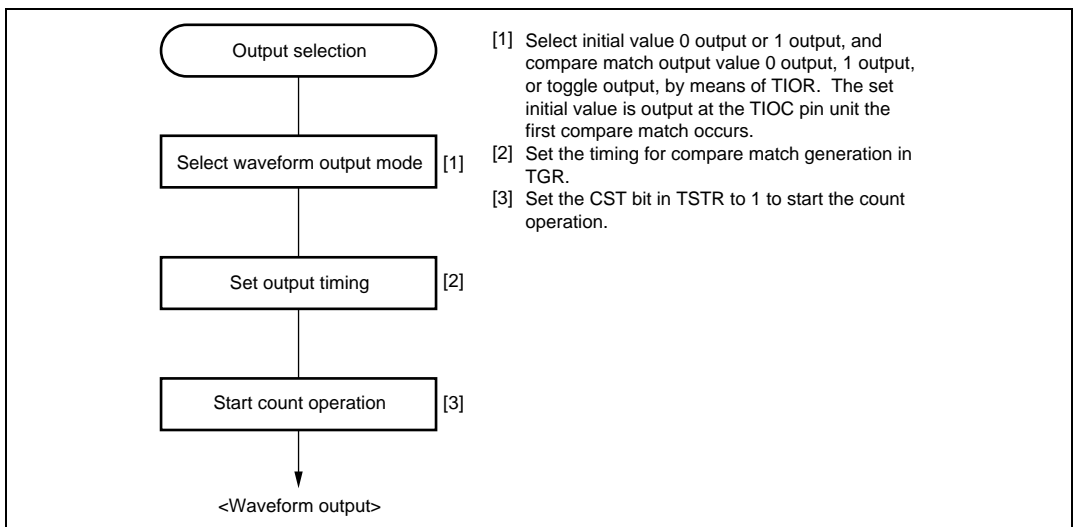 Output selection
Select waveform output mode [1]
Set output timing [2]
Start count operation [3]
<Waveform output>
[1] Select initial value 0 output or 1 output, and
compare match output value 0 output, 1 output,
or toggle output, by means of TIOR. The set
initial value is output at the TIOC pin unit the
first compare match occurs.
[2] Set the timing for compare match generation in
TGR.
[3] Set the CST bit in TSTR to 1 to start the count
operation.